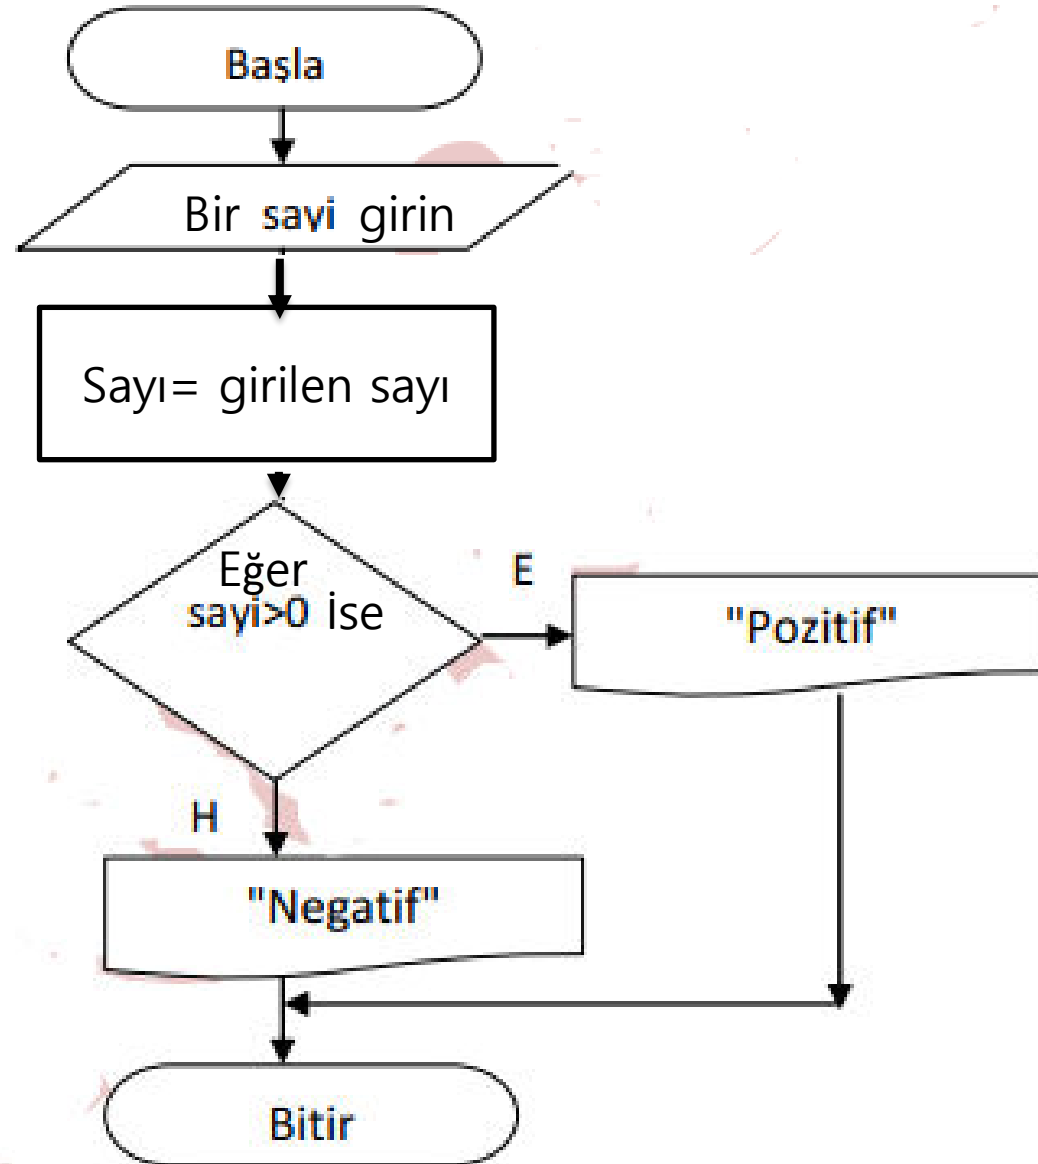 Başla
Bir sayi girin
Sayı= girilen sayı
Eğer
sayi>0 ise
E
"Pozitif"
H
"Negatif"
Bitir